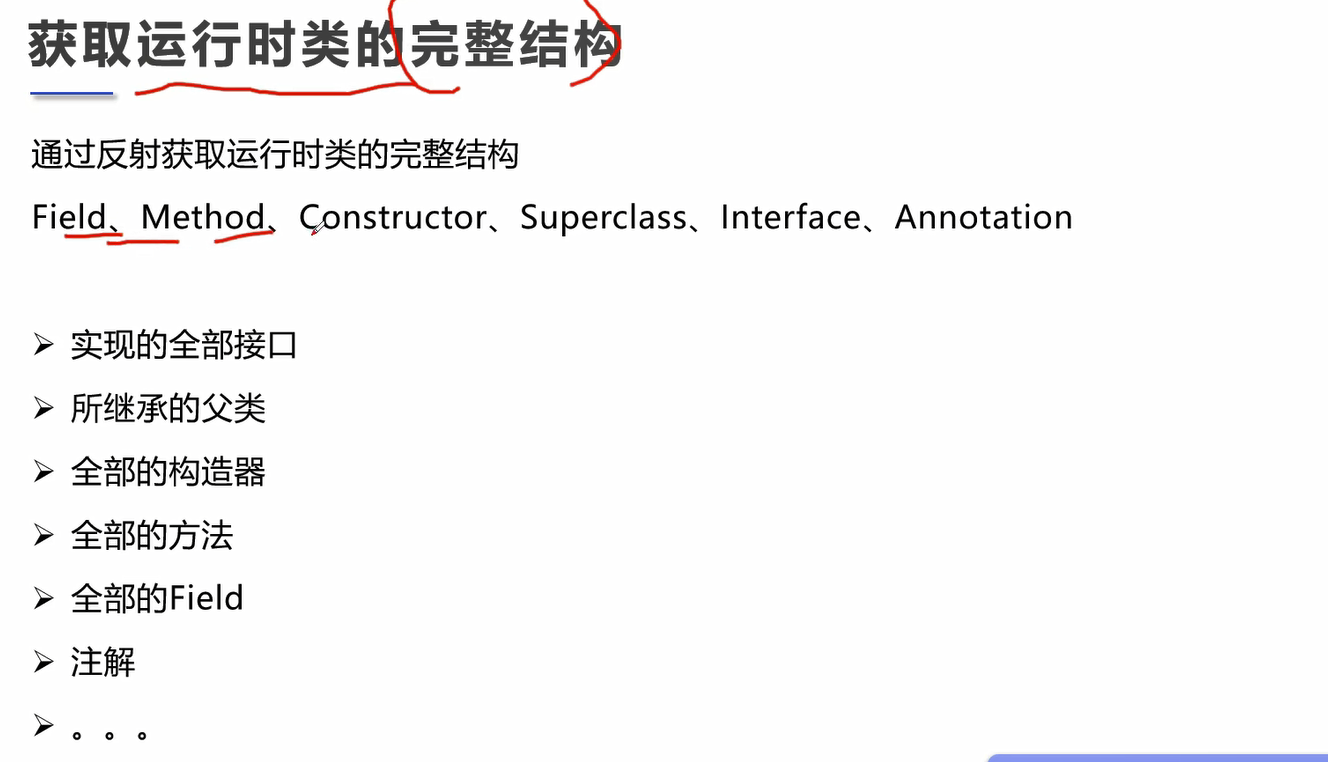 获取运行时类的完整结构
通过反射获取运行时类的完整结构
Field、Method、Constructor、Superclass、Interface、Annotation
➢ 实现的全部接口
➢ 所继承的父类
➢ 全部的构造器
➢ 全部的方法
➢ 全部的Field
➢ 注解
➢ 。。。